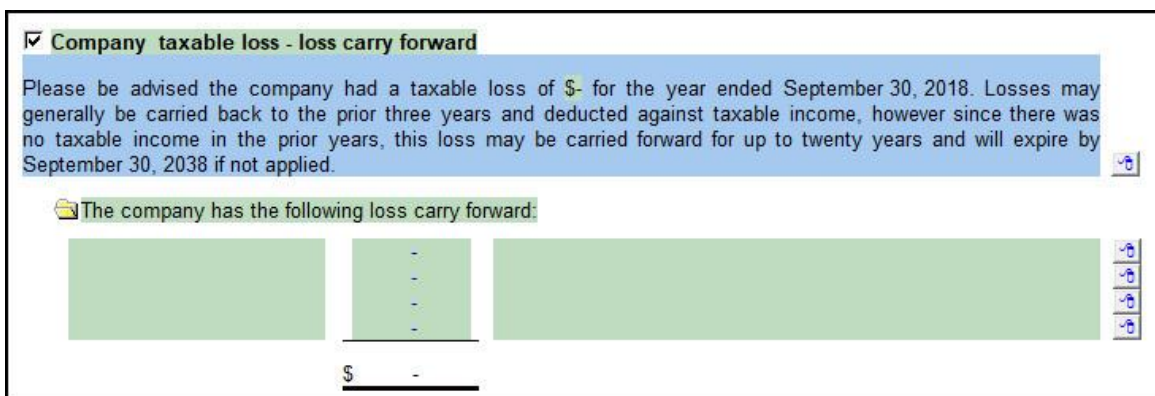 Company taxable loss - loss carry forward
Please be advised the company had a taxable loss of $- for the year ended September 30, 2018. Losses may
generally be carried back to the prior three years and deducted against taxable income, however since there was
no taxable income in the prior years, this loss may be carried forward for up to twenty years and will expire by
September 30, 2038 if not applied.
The company has the following loss carry forward:
-
-
-
-
$ -